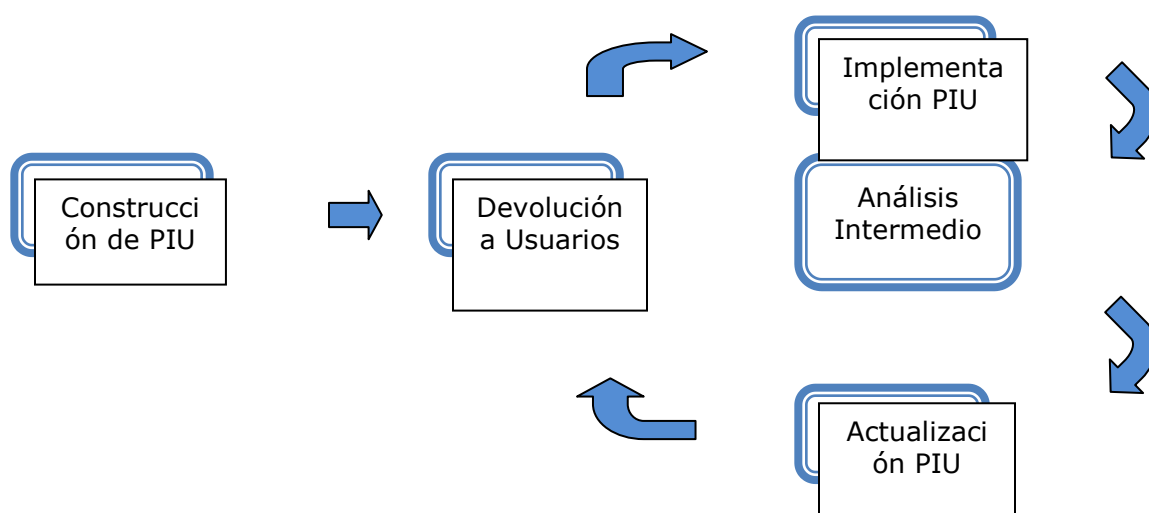 Construcci
ón de PIU
Devolución
a Usuarios
Implementa
ción PIU
Análisis
Intermedio
Actualizaci
ón PIU